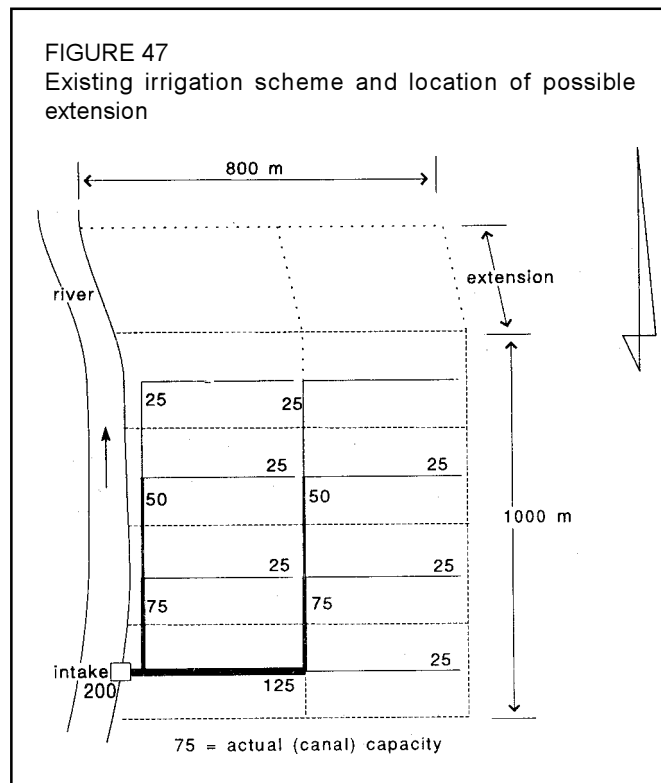 FIGURE 47
Existing irrigation scheme and location of possible
extension
800 m
river
extension
25
25
25
25
50
50
1000 m
25
25
75
75
intake
200
125
25
75 = actual (canal) capacity